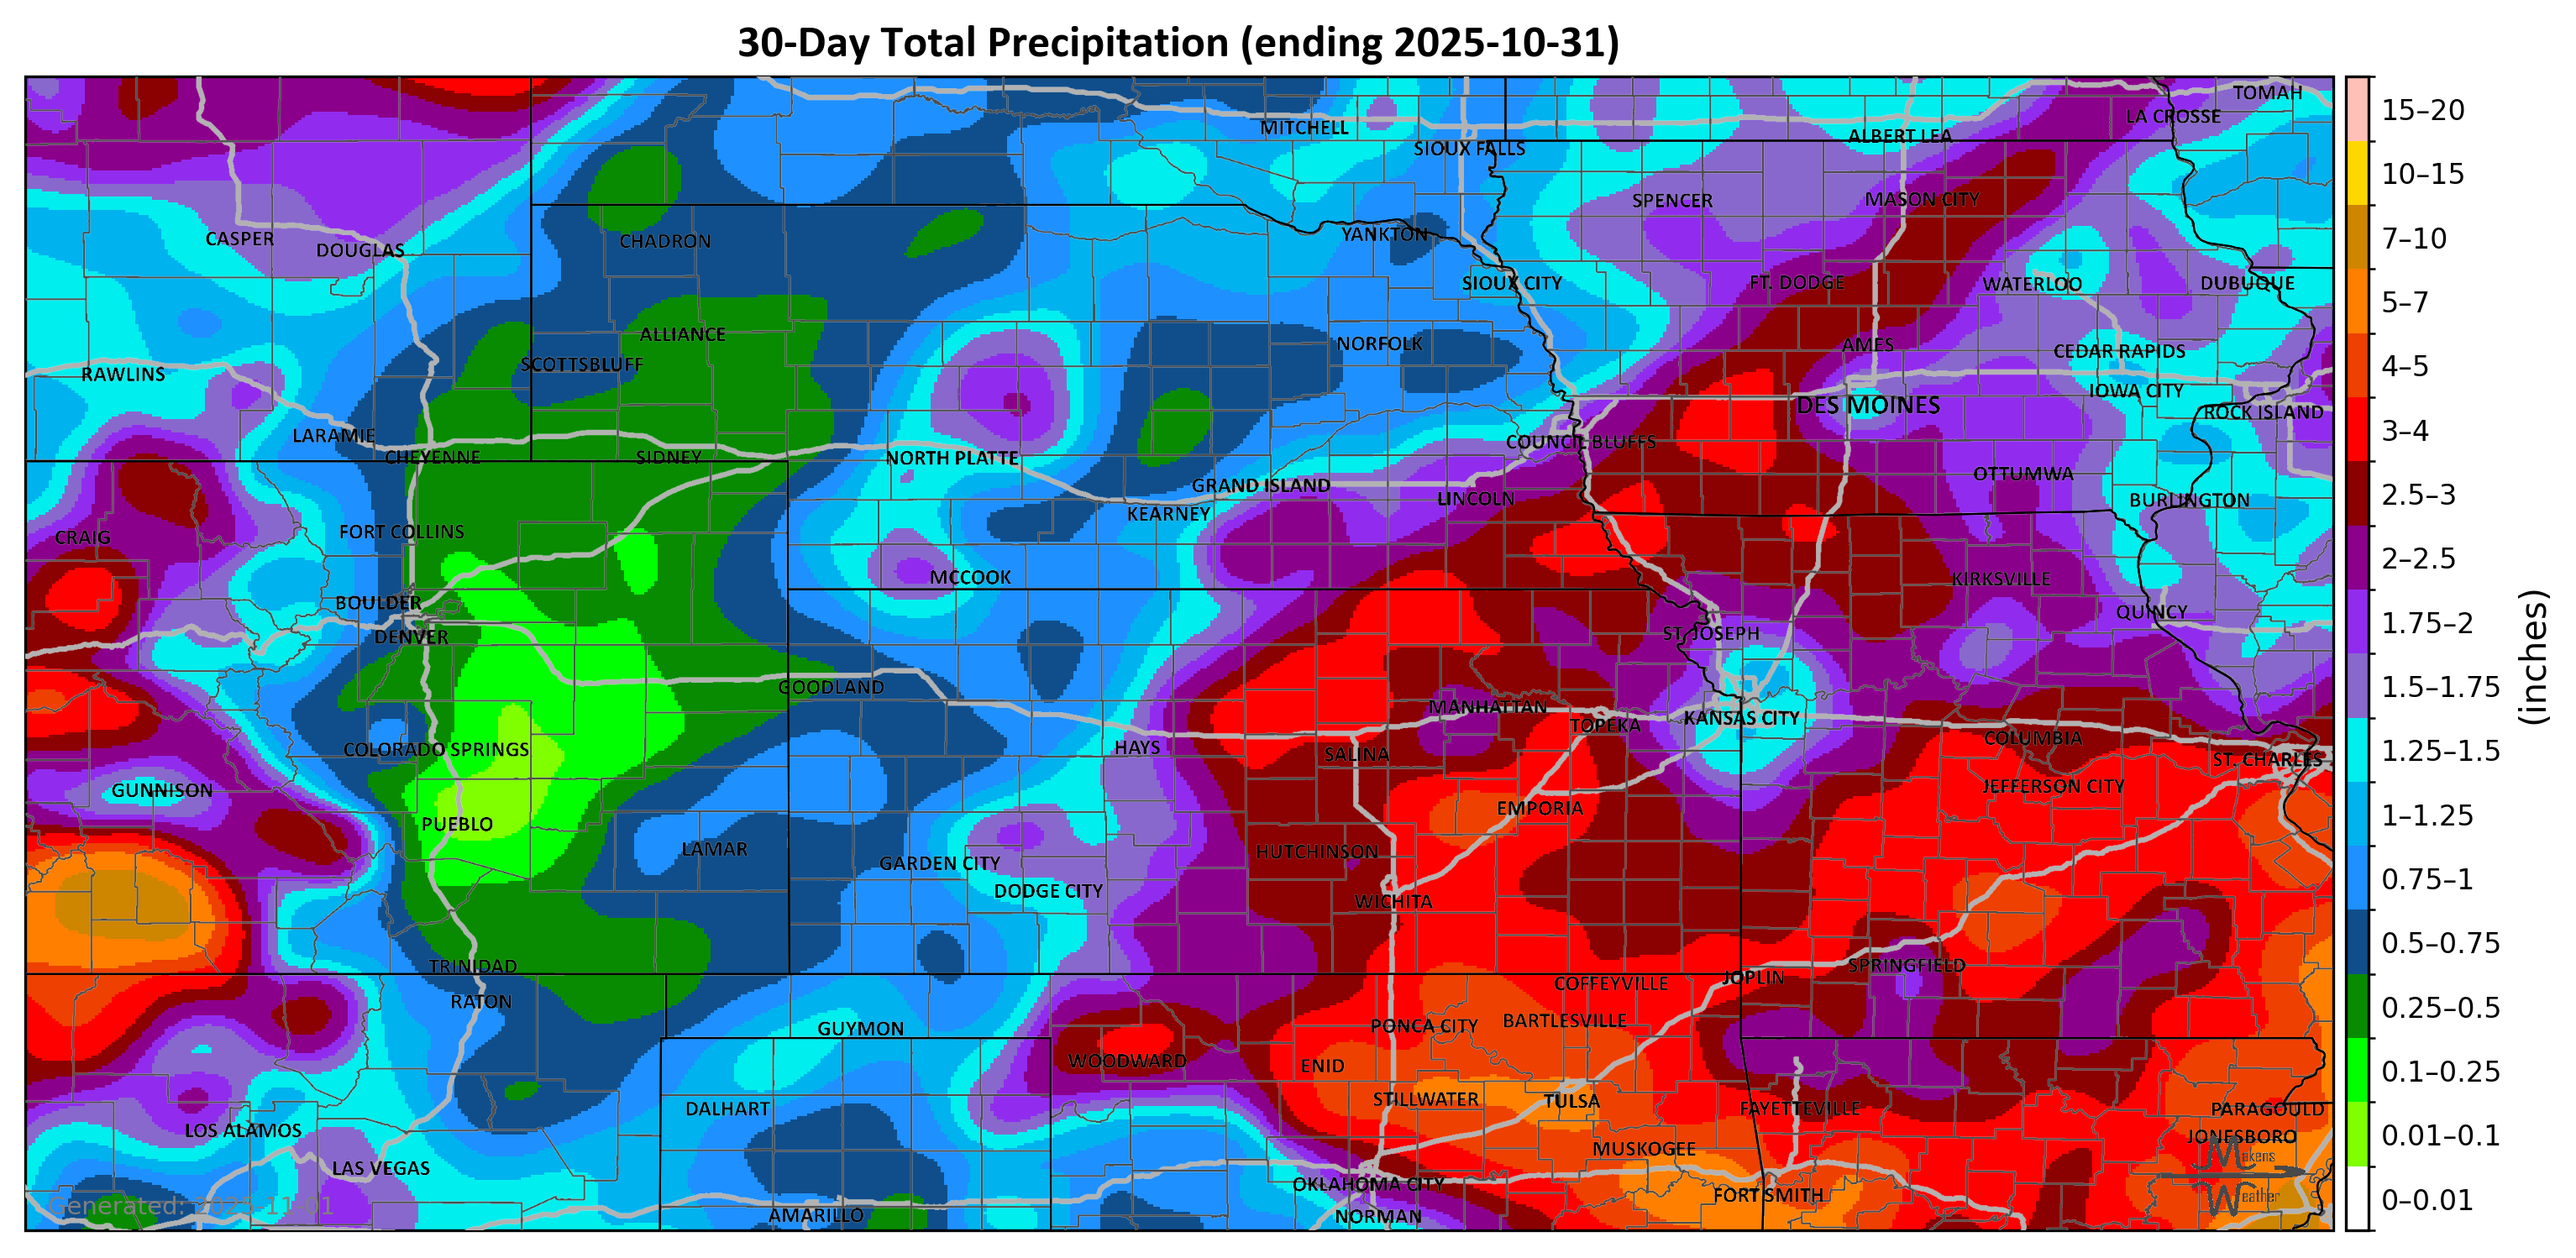 30-Day Total Precipitation (ending 2025-10-31)
TOMAH
LA CROSSE
MITCHELL
ALBERT LEA
SIOUX FALLS
SPENCER
MASON CITY
CASPER
DOUGLAS
CHADRON
YANKTON
SIOUX CITY
FT. DODGE
WATERLOO
DUBUQUE
ALLIANCE
SCOTTSBLUFF
NORFOLK
AMES
CEDAR RAPIDS
RAWLINS
IOWA CITY
DES MOINES
ROCK ISLAND
LARAMIE
COUNCIL BLUFFS
CHEYENNE
SIDNEY
NORTH PLATTE
OTTUMWA
GRAND ISLAND
LINCOLN
BURLINGTON
KEARNEY
CRAIG
FORT COLLINS
MCCOOK
KIRKSVILLE
BOULDER
QUINCY
DENVER
ST. JOSEPH
GOODLAND
MANHATTAN
TOPEKA
KANSAS CITY
COLUMBIA
COLORADO SPRINGS
HAYS
SALINA
ST. CHARLES
GUNNISON
JEFFERSON CITY
EMPORIA
PUEBLO
LAMAR
HUTCHINSON
GARDEN CITY
DODGE CITY
WICHITA
TRINIDAD
SPRINGFIELD
JOPLIN
COFFEYVILLE
RATON
GUYMON
PONCA CITY
BARTLESVILLE
WOODWARD
ENID
STILLWATER
TULSA
DALHART
FAYETTEVILLE
PARAGOULD
LOS ALAMOS
JONESBORO
MUSKOGEE
Makens
LAS VEGAS
OKLAHOMA CITY
FORT SMITH
Weather
Generated: 2025-11-01
AMARILLO
NORMAN
15–20
10–15
7–10
5–7
4–5
3–4
2.5–3
2–2.5
1.75–2
1.5–1.75
1.25–1.5
1–1.25
0.75–1
0.5–0.75
0.25–0.5
0.1–0.25
0.01–0.1
0–0.01
(inches)